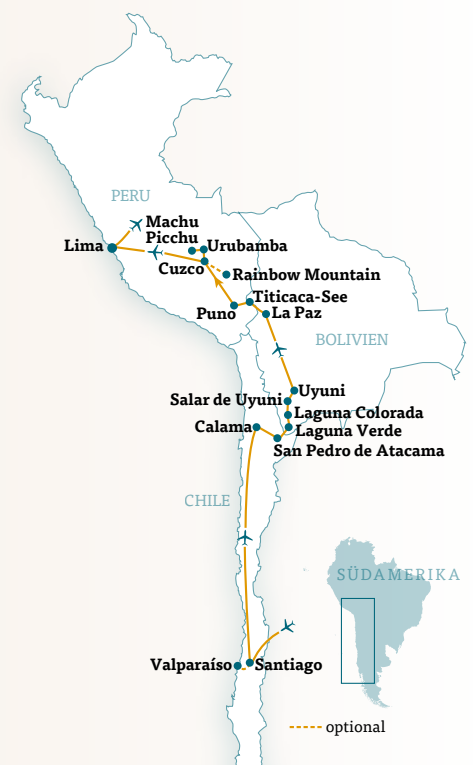 PERU
Machu
Picchu
Urubamba
Lima
Cuzco
Rainbow Mountain
Titicaca-See
Puno
La Paz
BOLIVIEN
Uyuni
Salar de Uyuni
Laguna Colorada
Calama
Laguna Verde
San Pedro de Atacama
CHILE
SÜDAMERIKA
Valparaíso
Santiago
optional